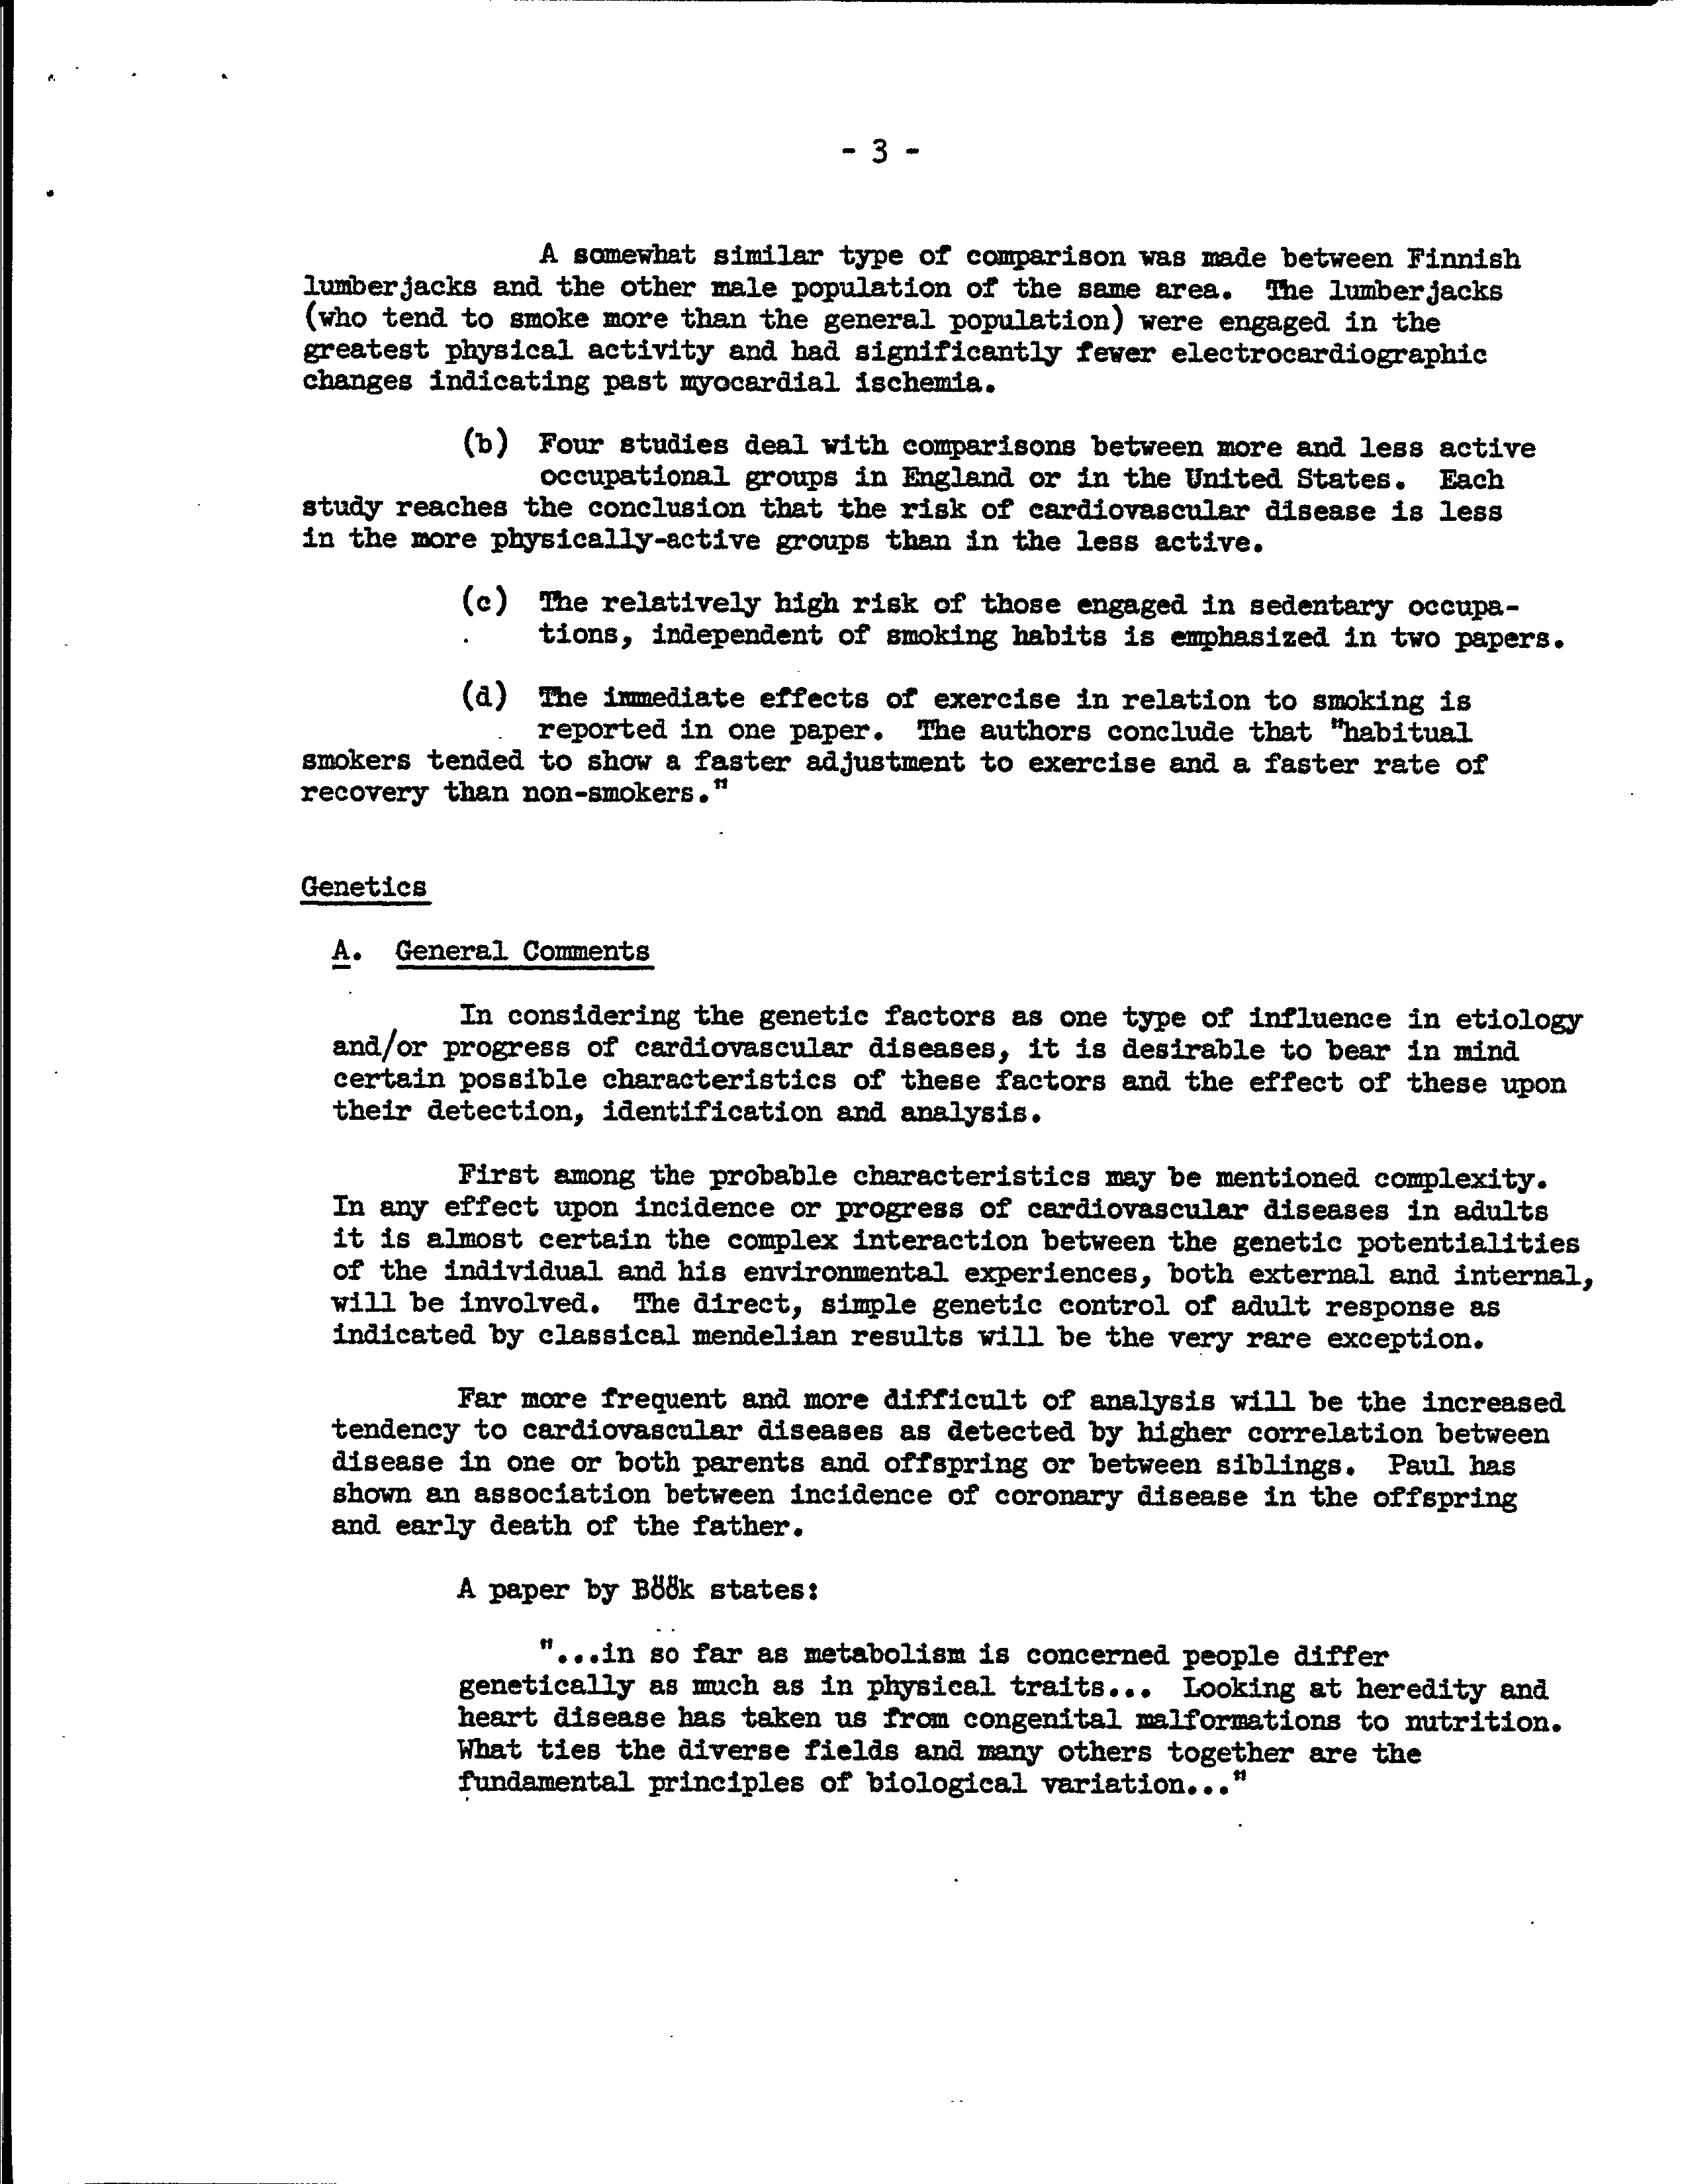 - 3 -
A somewhat similar type of comparison was made between Finnish
lumberjacks and the other male population of the same area. The lumberjacks
(who tend to smoke more than the general population) were engaged in the
greatest physical activity and had significantly fewer electrocardiographic
changes indicating past myocardial ischemia.
(b) Four studies deal with comparisons between more and less active
occupational groups in England or in the United States. Each
study reaches the conclusion that the risk of cardiovascular disease is less
in the more physically-active groups than in the less active.
(c) The relatively high risk of those engaged in sedentary occupa-
tions, independent of smoking habits is emphasized in two papers.
(d) The immediate effects of exercise in relation to smoking is
reported in one paper. The authors conclude that "habitual
smokers tended to show a faster adjustment to exercise and a faster rate of
recovery than non-smokers."
Genetics
A. General Comments
In considering the genetic factors as one type of influence in etiology
and/or progress of cardiovascular diseases, it is desirable to bear in mind
certain possible characteristics of these factors and the effect of these upon
their detection, identification and analysis.
First among the probable characteristics may be mentioned complexity.
In any effect upon incidence or progress of cardiovascular diseases in adults
it is almost certain the complex interaction between the genetic potentialities
of the individual and his environmental experiences, both external and internal,
will be involved. The direct, simple genetic control of adult response as
indicated by classical mendelian results will be the very rare exception.
Far more frequent and more difficult of analysis will be the increased
tendency to cardiovascular diseases as detected by higher correlation between
disease in one or both parents and offspring or between siblings. Paul has
shown an association between incidence of coronary disease in the offspring
and early death of the father.
A paper by Böök states:
"...in so far as metabolism is concerned people differ
genetically as much as in physical traits... Looking at heredity and
heart disease has taken us from congenital malformations to nutrition.
What ties the diverse fields and many others together are the
fundamental principles of biological variation..."